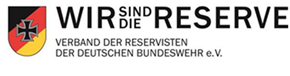 WIR SIND DIE RESERVE
VERBAND DER RESERVISTEN
DER DEUTSCHEN BUNDESWEHR e.V.